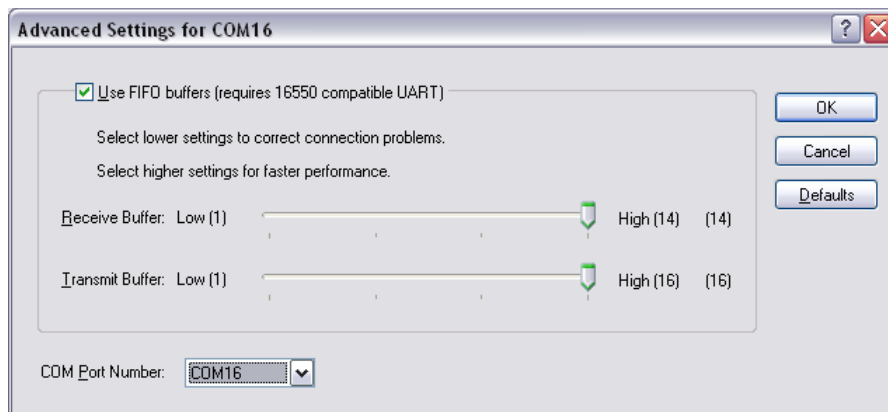 Advanced Settings for COM16
Use FIFO buffers (requires 16550 compatible UART)
OK
Select lower settings to correct connection problems.
Cancel
Select higher settings for faster performance.
Defaults
Receive Buffer: Low (1) High (14) (14)
Transmit Buffer: Low (1) High (16) (16)
COM Port Number: COM16